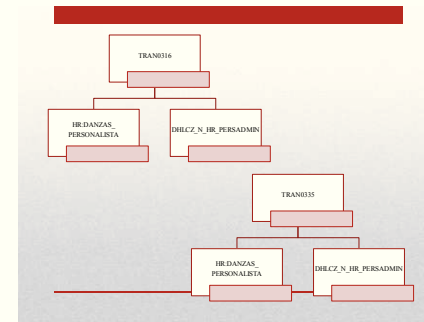 TRAN0316
HR:DANZAS_
PERSONALISTA
DHLCZ_N_HR_PERSADMIN
TRAN0335
HR:DANZAS_
PERSONALISTA
DHLCZ_N_HR_PERSADMIN